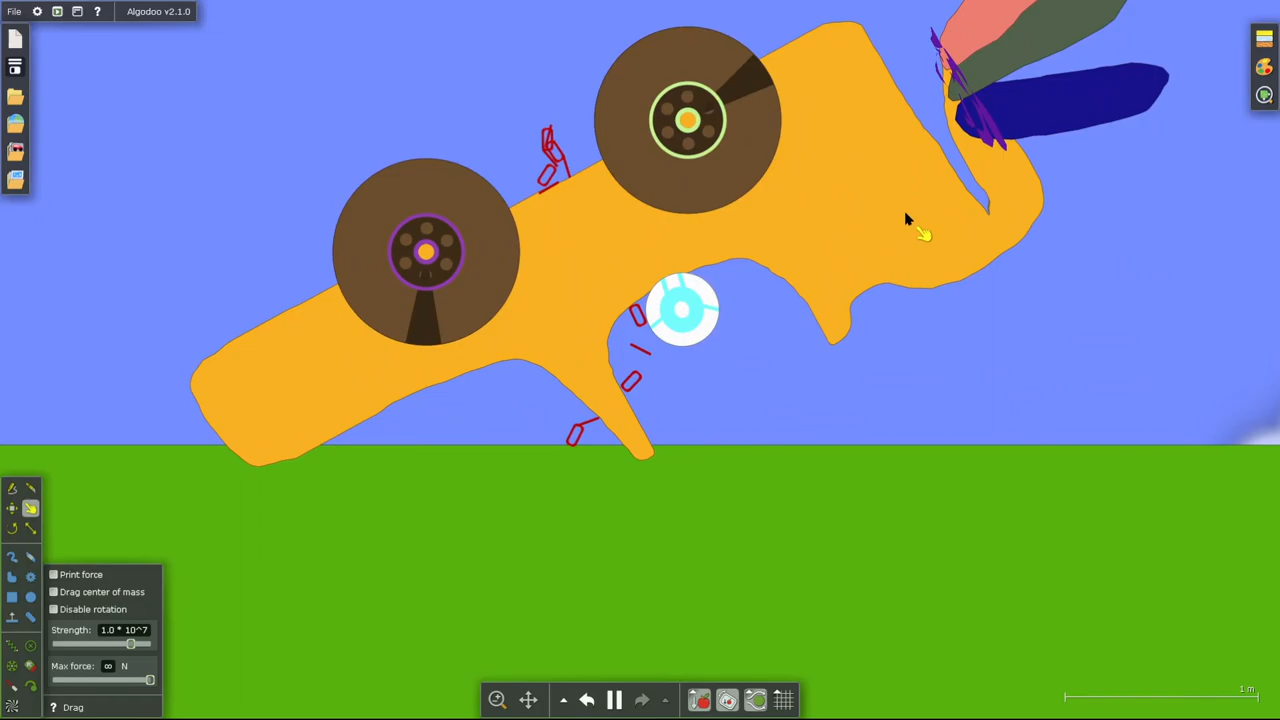 File ? Algodoo v2.1.0
Print force
Drag center of mass
Disable rotation
Strength: 1.0 * 10^7
Max force: ∞ N
? Drag
1 m